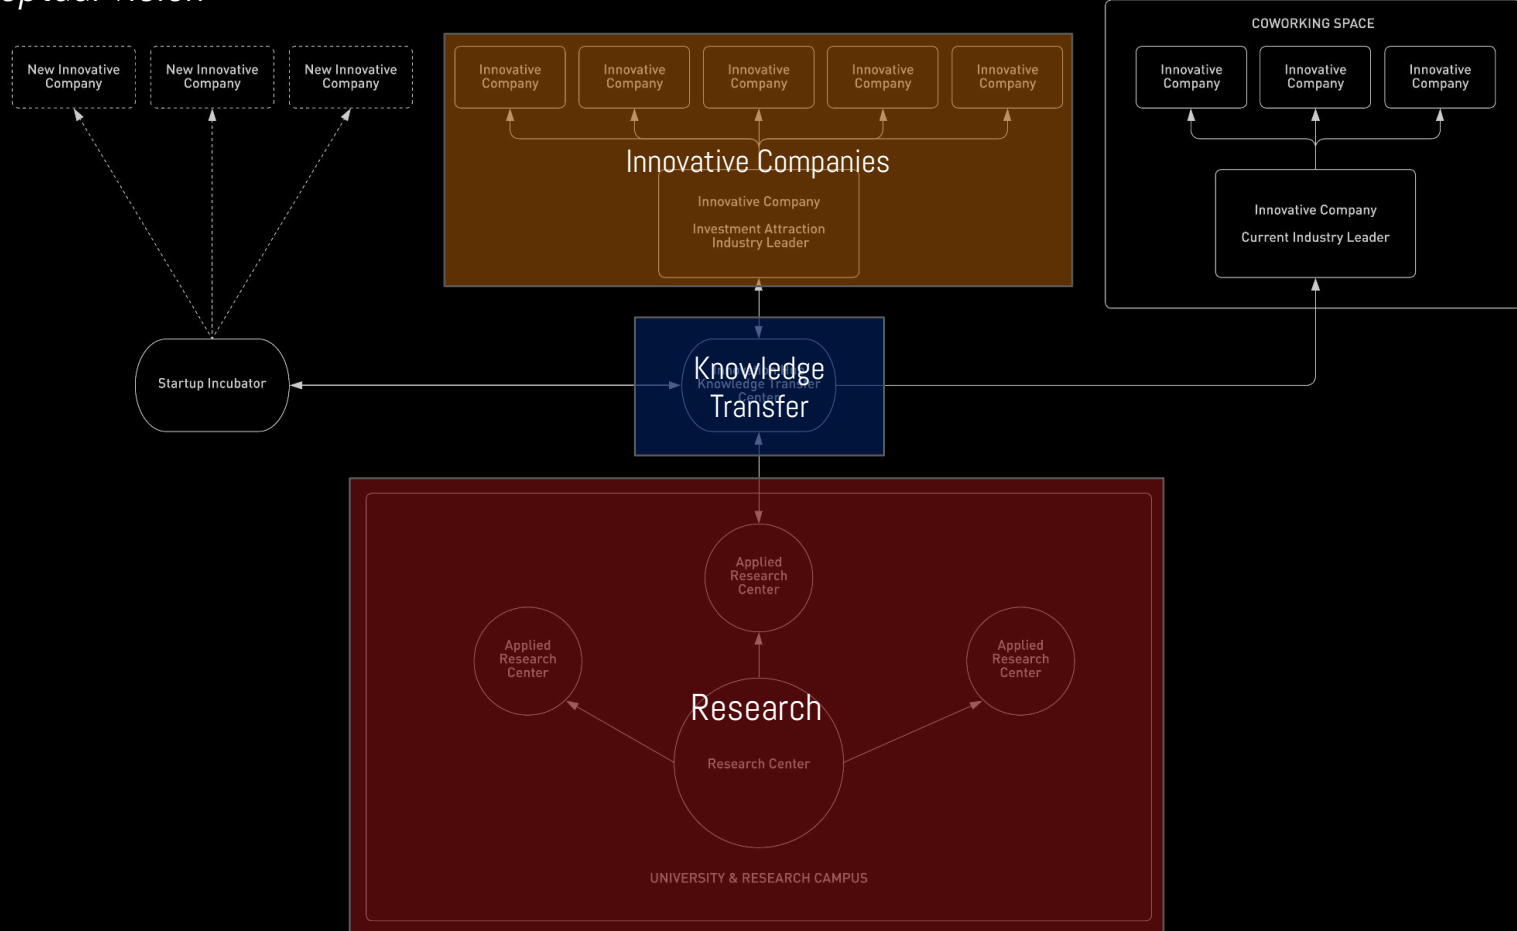 COWORKING SPACE
New Innovative
Company
New Innovative
Company
New Innovative
Company
Innovative
Company
Innovative
Company
Innovative
Company
Innovative
Company
Innovative
Company
Innovative
Company
Innovative
Company
Innovative
Company
Innovative Companies
Innovative Company
Investment Attraction
Industry Leader
Innovative Company
Current Industry Leader
Startup Incubator
Knowledge
Transfer
Knowledge Transfer
Center
Applied
Research
Center
Applied
Research
Center
Applied
Research
Center
Research
Research Center
UNIVERSITY & RESEARCH CAMPUS